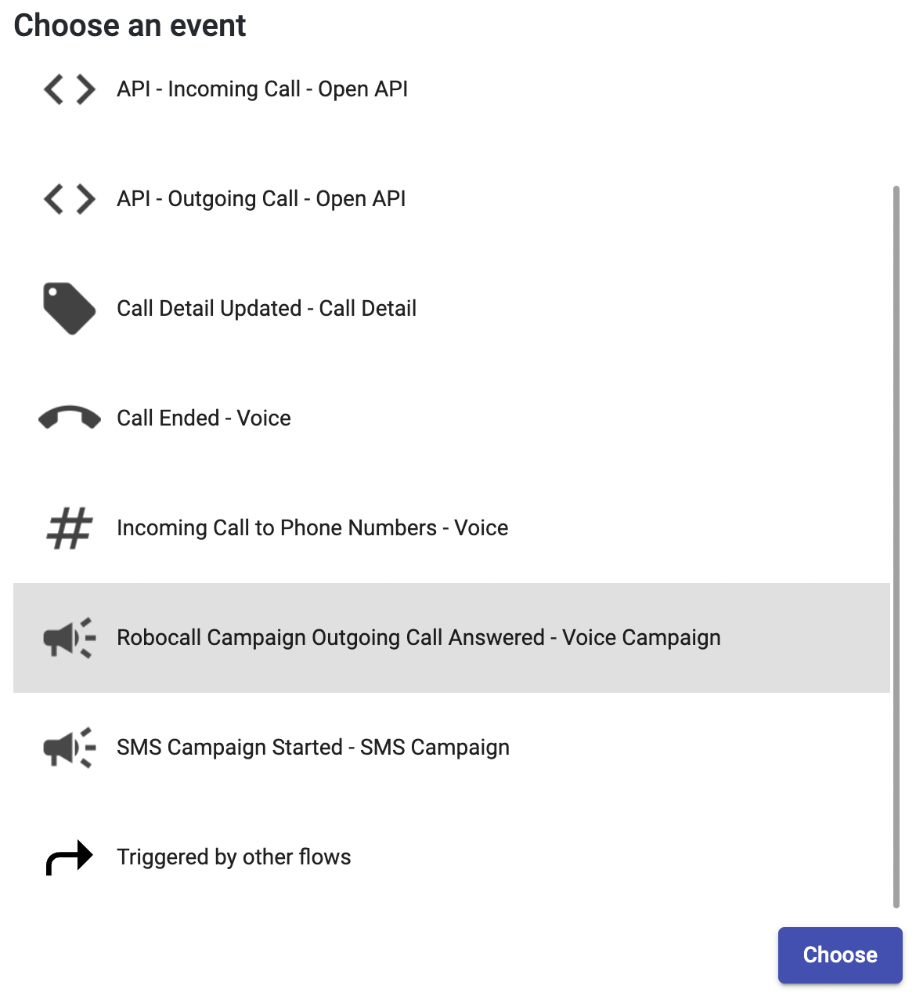 Choose an event
API - Incoming Call - Open API
API - Outgoing Call - Open API
Call Detail Updated - Call Detail
Call Ended - Voice
Incoming Call to Phone Numbers - Voice
Robocall Campaign Outgoing Call Answered - Voice Campaign
SMS Campaign Started - SMS Campaign
Triggered by other flows
Choose